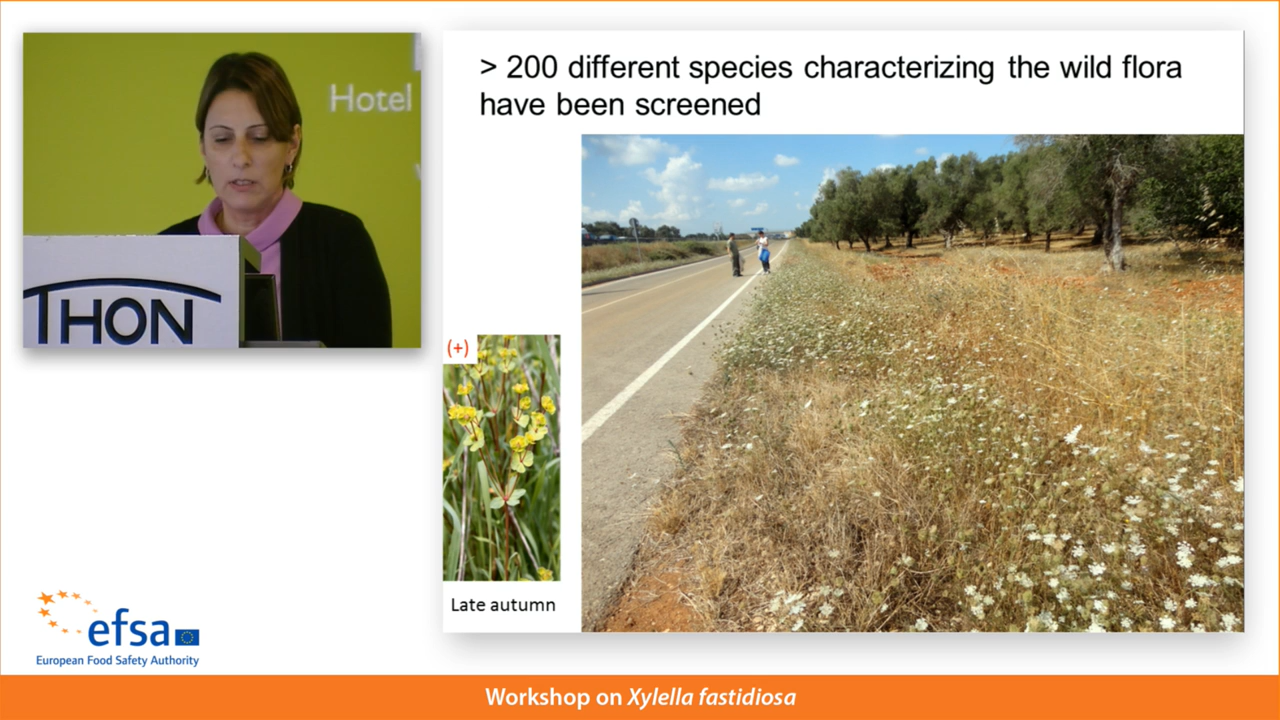 Hotel
THON
> 200 different species characterizing the wild flora
have been screened
(+)
Late autumn
efsa
European Food Safety Authority
Workshop on Xylella fastidiosa